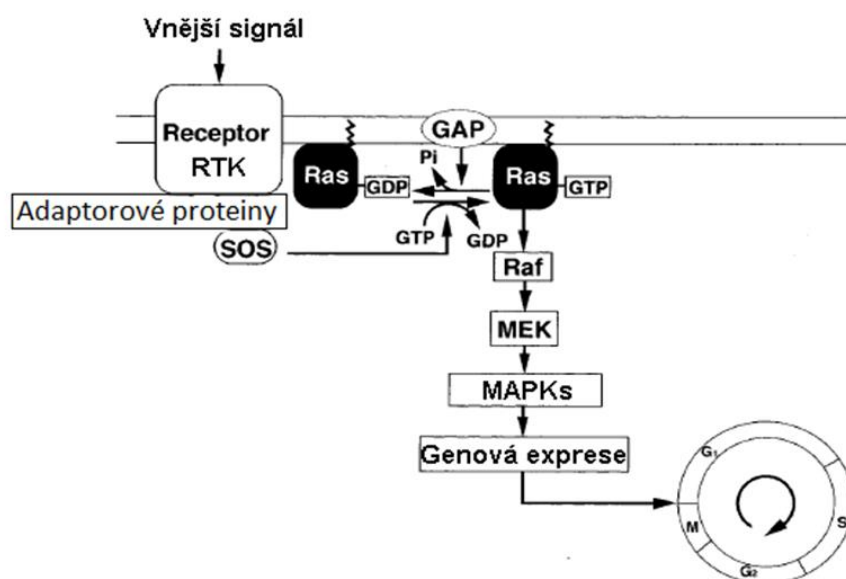 Vnější signál
Receptor
RTK
GAP
Pi
Ras
GDP
Ras
GTP
Adaptorové proteiny
SOS
GTP
GDP
Raf
MEK
MAPKs
Genová exprese
G1
M
S
G2